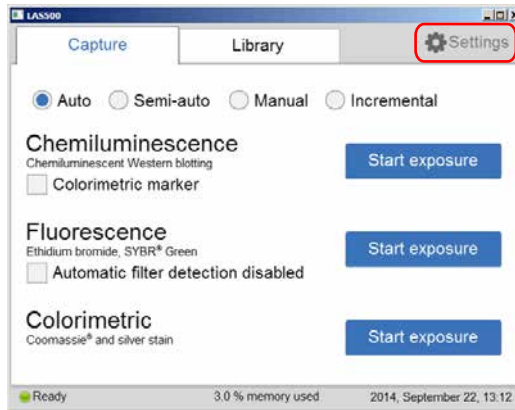 LAS500
Capture Library Settings
Auto Semi-auto Manual Incremental
Chemiluminescence
Chemiluminescent Western blotting
Start exposure
Colorimetric marker
Fluorescence
Ethidium bromide, SYBR® Green
Start exposure
Automatic filter detection disabled
Colorimetric
Coomassie® and silver stain
Start exposure
Ready 3.0 % memory used 2014, September 22, 13:12